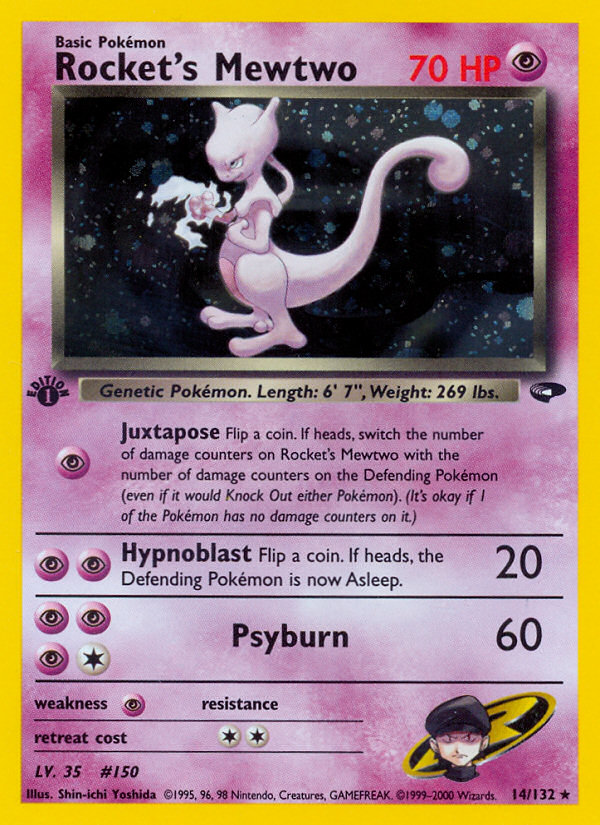 Basic Pokémon
Rocket's Mewtwo 70 HP
EDITION
1
Genetic Pokémon. Length: 6' 7", Weight: 269 lbs.
Juxtapose Flip a coin. If heads, switch the number
of damage counters on Rocket's Mewtwo with the
number of damage counters on the Defending Pokémon
(even if it would Knock Out either Pokémon). (It's okay if 1
of the Pokémon has no damage counters on it.)
Hypnoblast Flip a coin. If heads, the
Defending Pokémon is now Asleep.
20
Psyburn 60
weakness resistance
retreat cost
LV. 35 #150
Illus. Shin-ichi Yoshida ©1995, 96, 98 Nintendo, Creatures, GAMEFREAK. ©1999-2000 Wizards. 14/132 ★